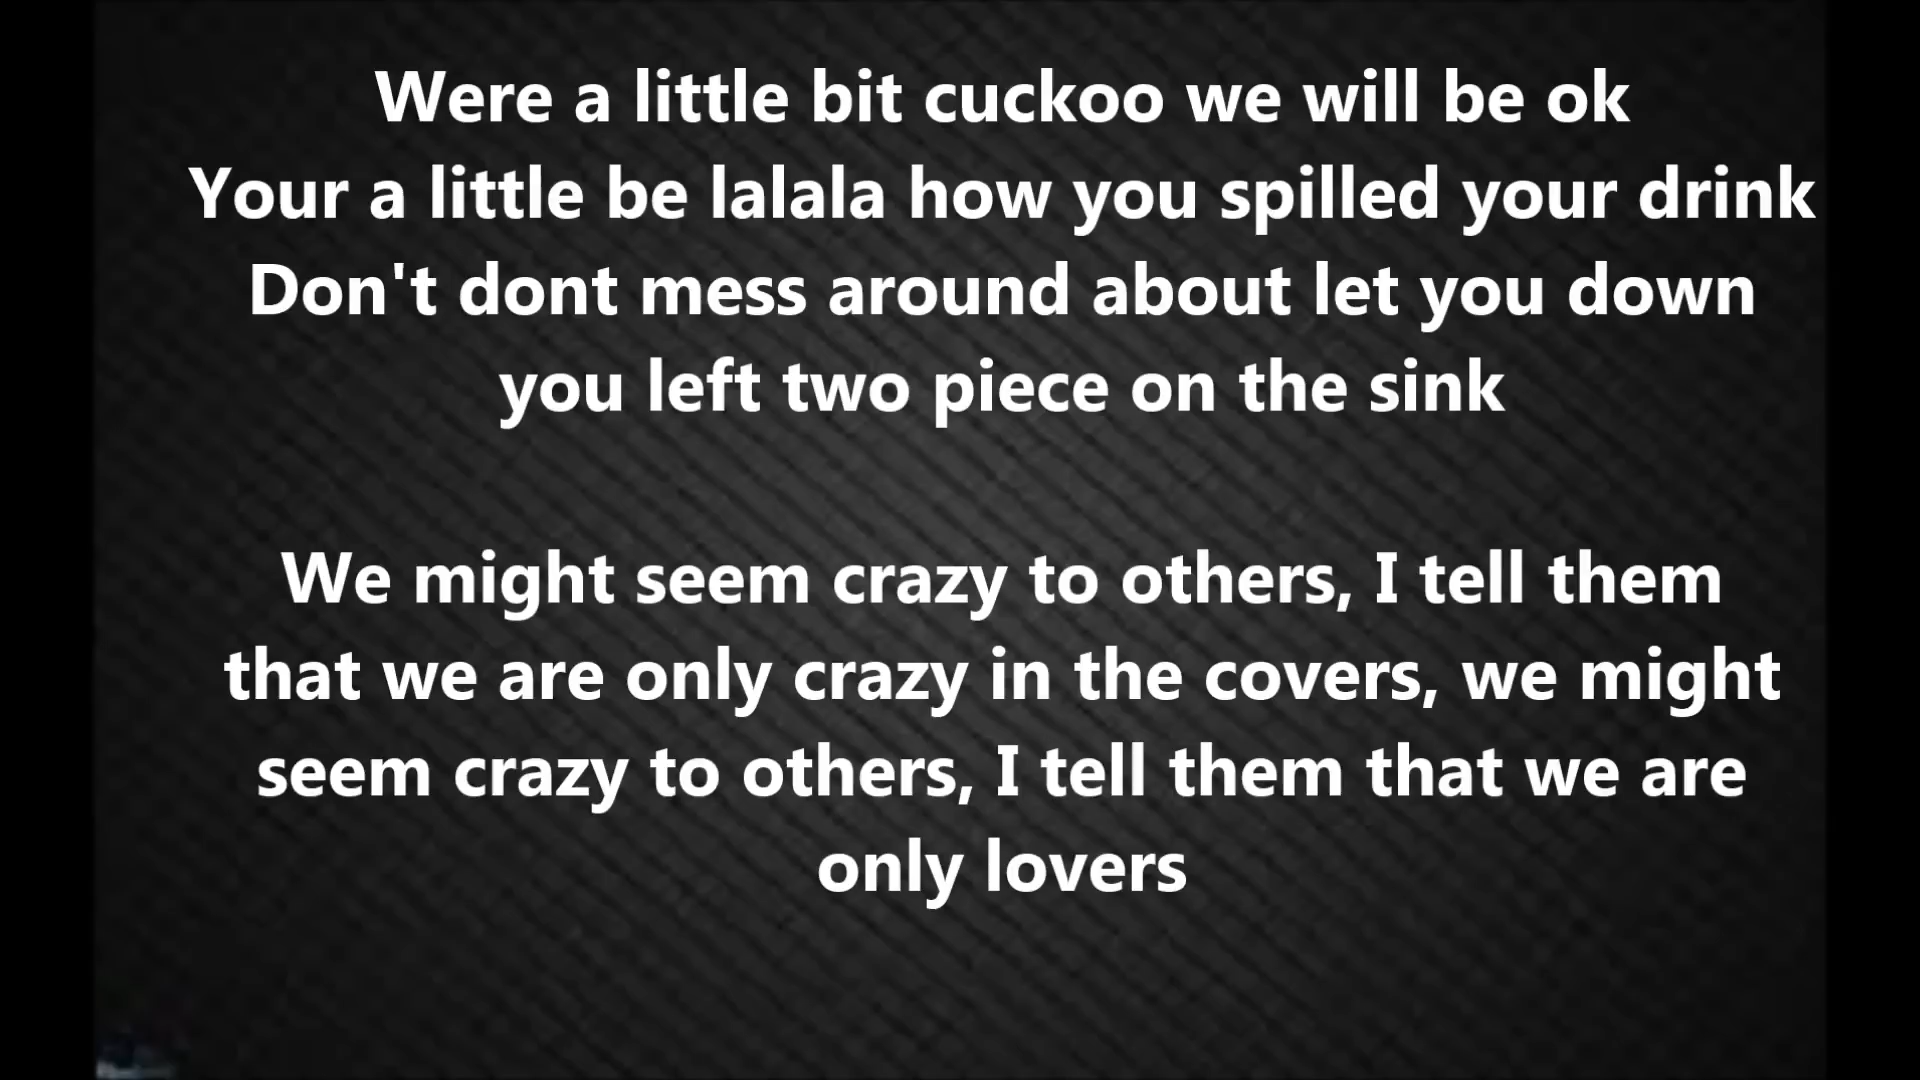 Were a little bit cuckoo we will be ok
Your a little be lalala how you spilled your drink
Don't dont mess around about let you down
you left two piece on the sink
We might seem crazy to others, I tell them
that we are only crazy in the covers, we might
seem crazy to others, I tell them that we are
only lovers